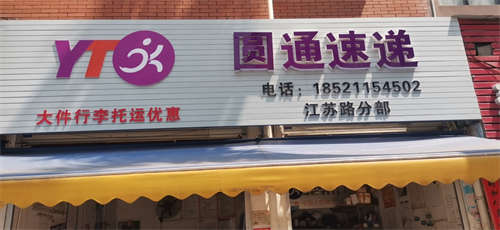 YTO
圆通速递
电话：18521154502
大件行李托运优惠
江苏路分部